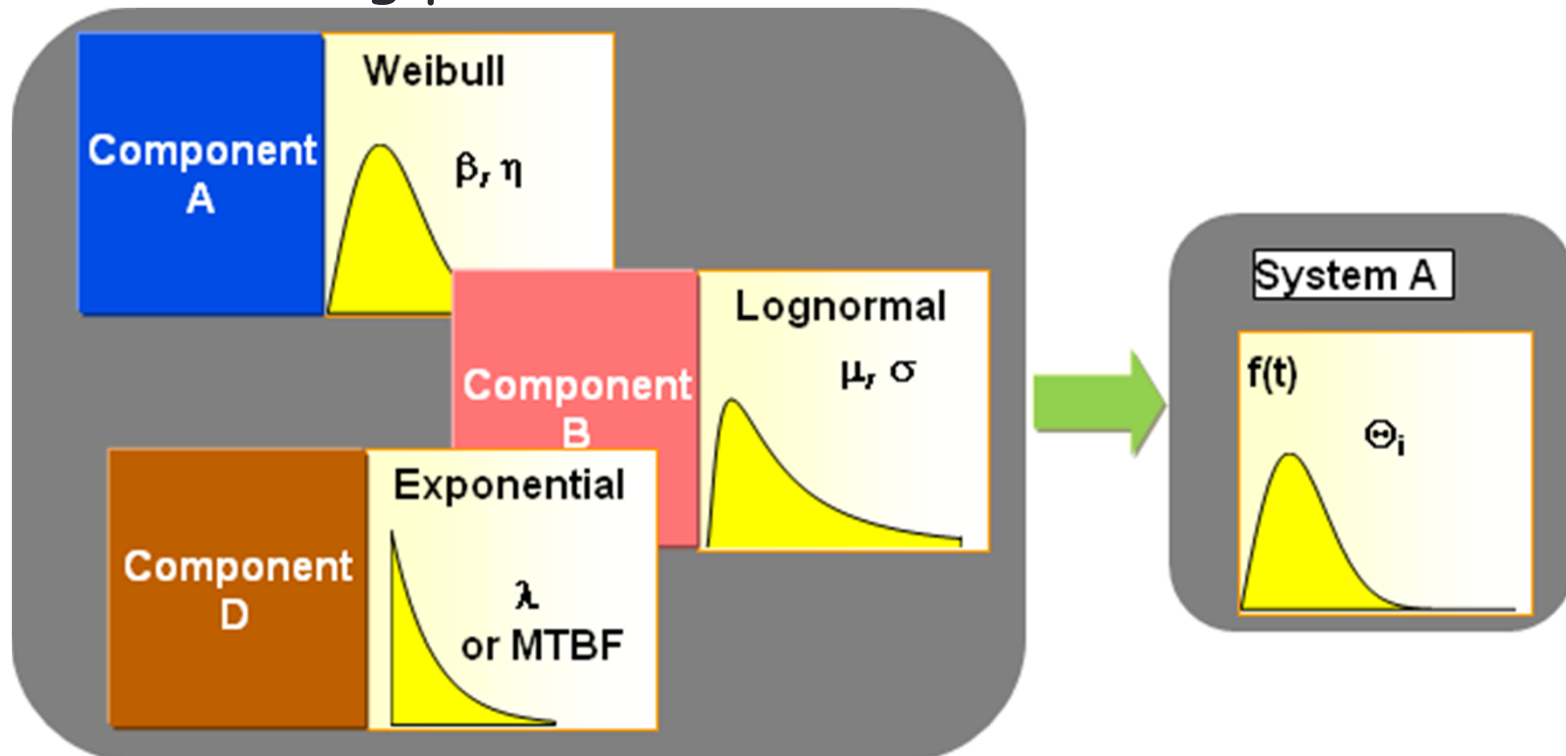 Weibull
Component
A
β, η
Lognormal
μ, σ
Component
B
Exponential
Component
D
λ
or MTBF
System A
f(t)
Θi